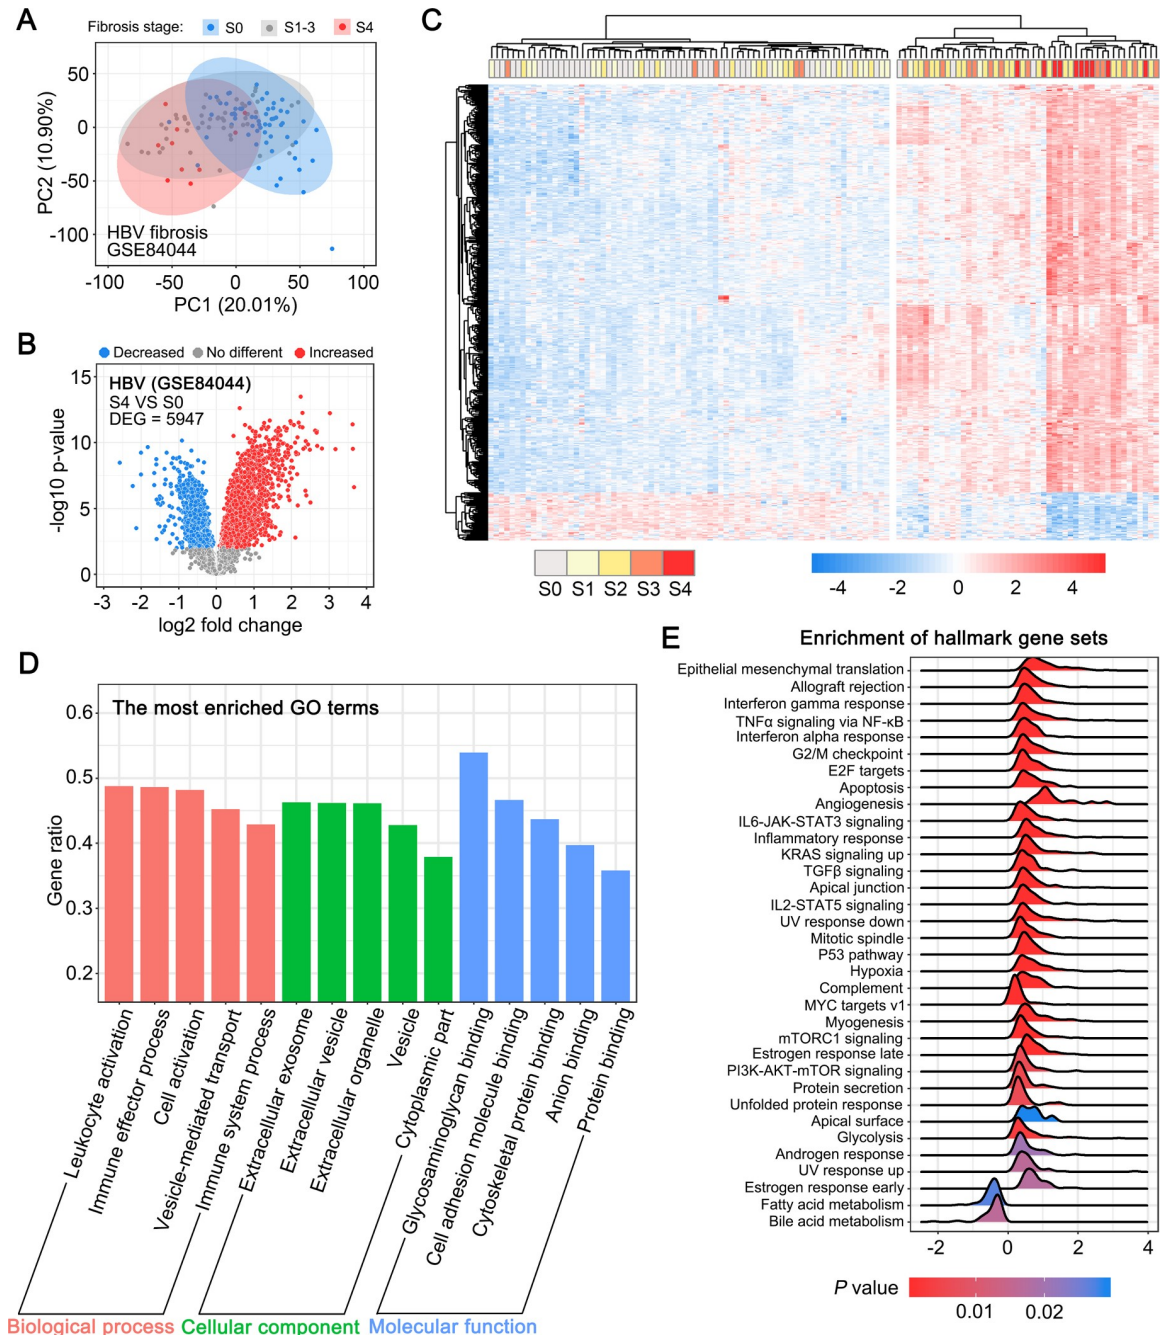 A
Fibrosis stage: S0 S1-3 S4
50
0
-50
-100
PC2 (10.90%)
HBV fibrosis
GSE84044
-100 -50 0 50 100
PC1 (20.01%)
B
Decreased No different Increased
15
10
5
0
-log10 p-value
HBV (GSE84044)
S4 VS S0
DEG = 5947
-3 -2 -1 0 1 2 3 4
log2 fold change
C
S0 S1 S2 S3 S4
-4 -2 0 2 4
D
The most enriched GO terms
0.6
0.5
0.4
0.3
0.2
Gene ratio
Leukocyte activation
Immune effector process
Cell activation
Vesicle-mediated transport
Immune system process
Extracellular exosome
Extracellular vesicle
Extracellular organelle
Vesicle
Cytoplasmic part
Glycosaminoglycan binding
Cell adhesion molecule binding
Cytoskeletal protein binding
Anion binding
Protein binding
Biological process Cellular component Molecular function
E
Enrichment of hallmark gene sets
Epithelial mesenchymal translation
Allograft rejection
Interferon gamma response
TNFα signaling via NF-κB
Interferon alpha response
G2/M checkpoint
E2F targets
Apoptosis
Angiogenesis
IL6-JAK-STAT3 signaling
Inflammatory response
KRAS signaling up
TGFβ signaling
Apical junction
IL2-STAT5 signaling
UV response down
Mitotic spindle
P53 pathway
Hypoxia
Complement
MYC targets v1
Myogenesis
mTORC1 signaling
Estrogen response late
PI3K-AKT-mTOR signaling
Protein secretion
Unfolded protein response
Apical surface
Glycolysis
Androgen response
UV response up
Estrogen response early
Fatty acid metabolism
Bile acid metabolism
-2 0 2 4
P value
0.01 0.02